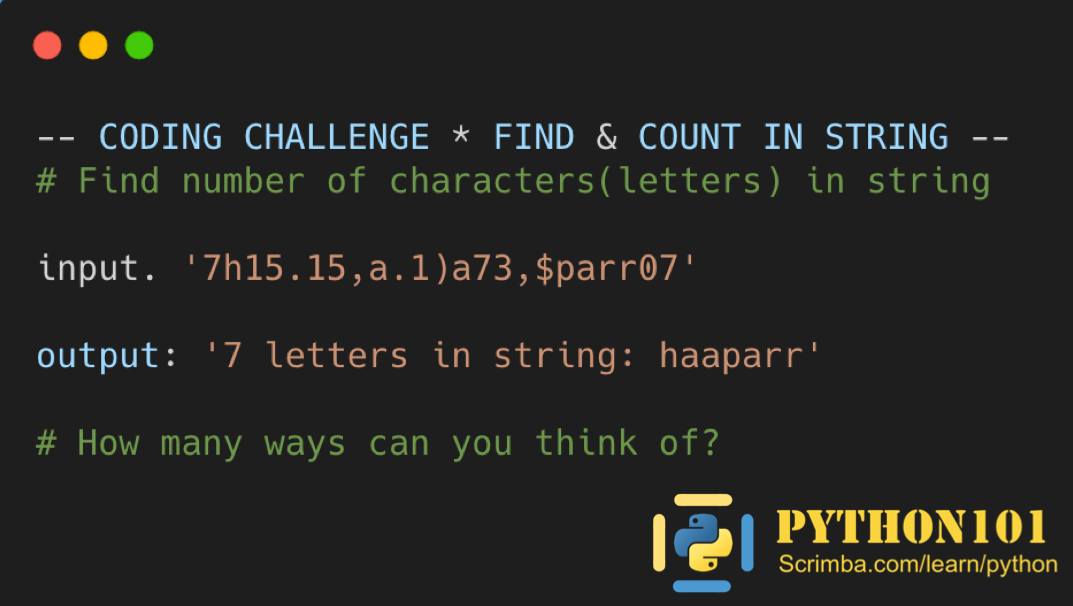 -- CODING CHALLENGE * FIND & COUNT IN STRING --
# Find number of characters(letters) in string
input. '7h15.15,a.1)a73,$parr07'
output: '7 letters in string: haaparr'
# How many ways can you think of?
PYTHON101
Scrimba.com/learn/python